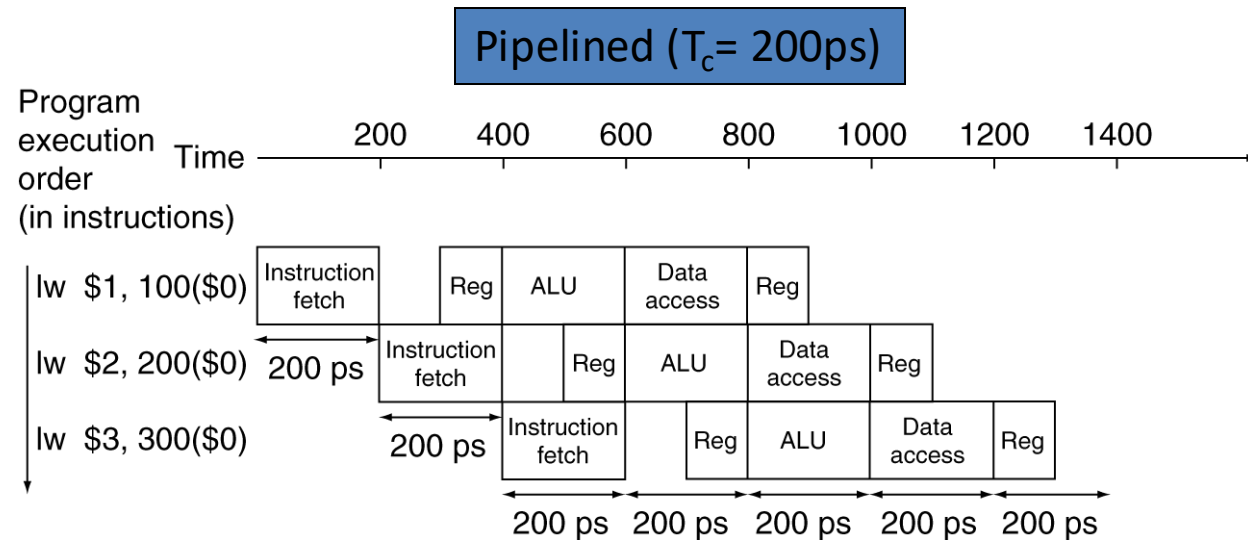 Pipelined (Tc= 200ps)
Program
execution
order
(in instructions)
Time
200 400 600 800 1000 1200 1400
lw $1, 100($0)
Instruction
fetch
Reg
ALU
Data
access
Reg
200 ps
lw $2, 200($0)
Instruction
fetch
Reg
ALU
Data
access
Reg
200 ps
lw $3, 300($0)
Instruction
fetch
Reg
ALU
Data
access
Reg
200 ps 200 ps 200 ps 200 ps 200 ps